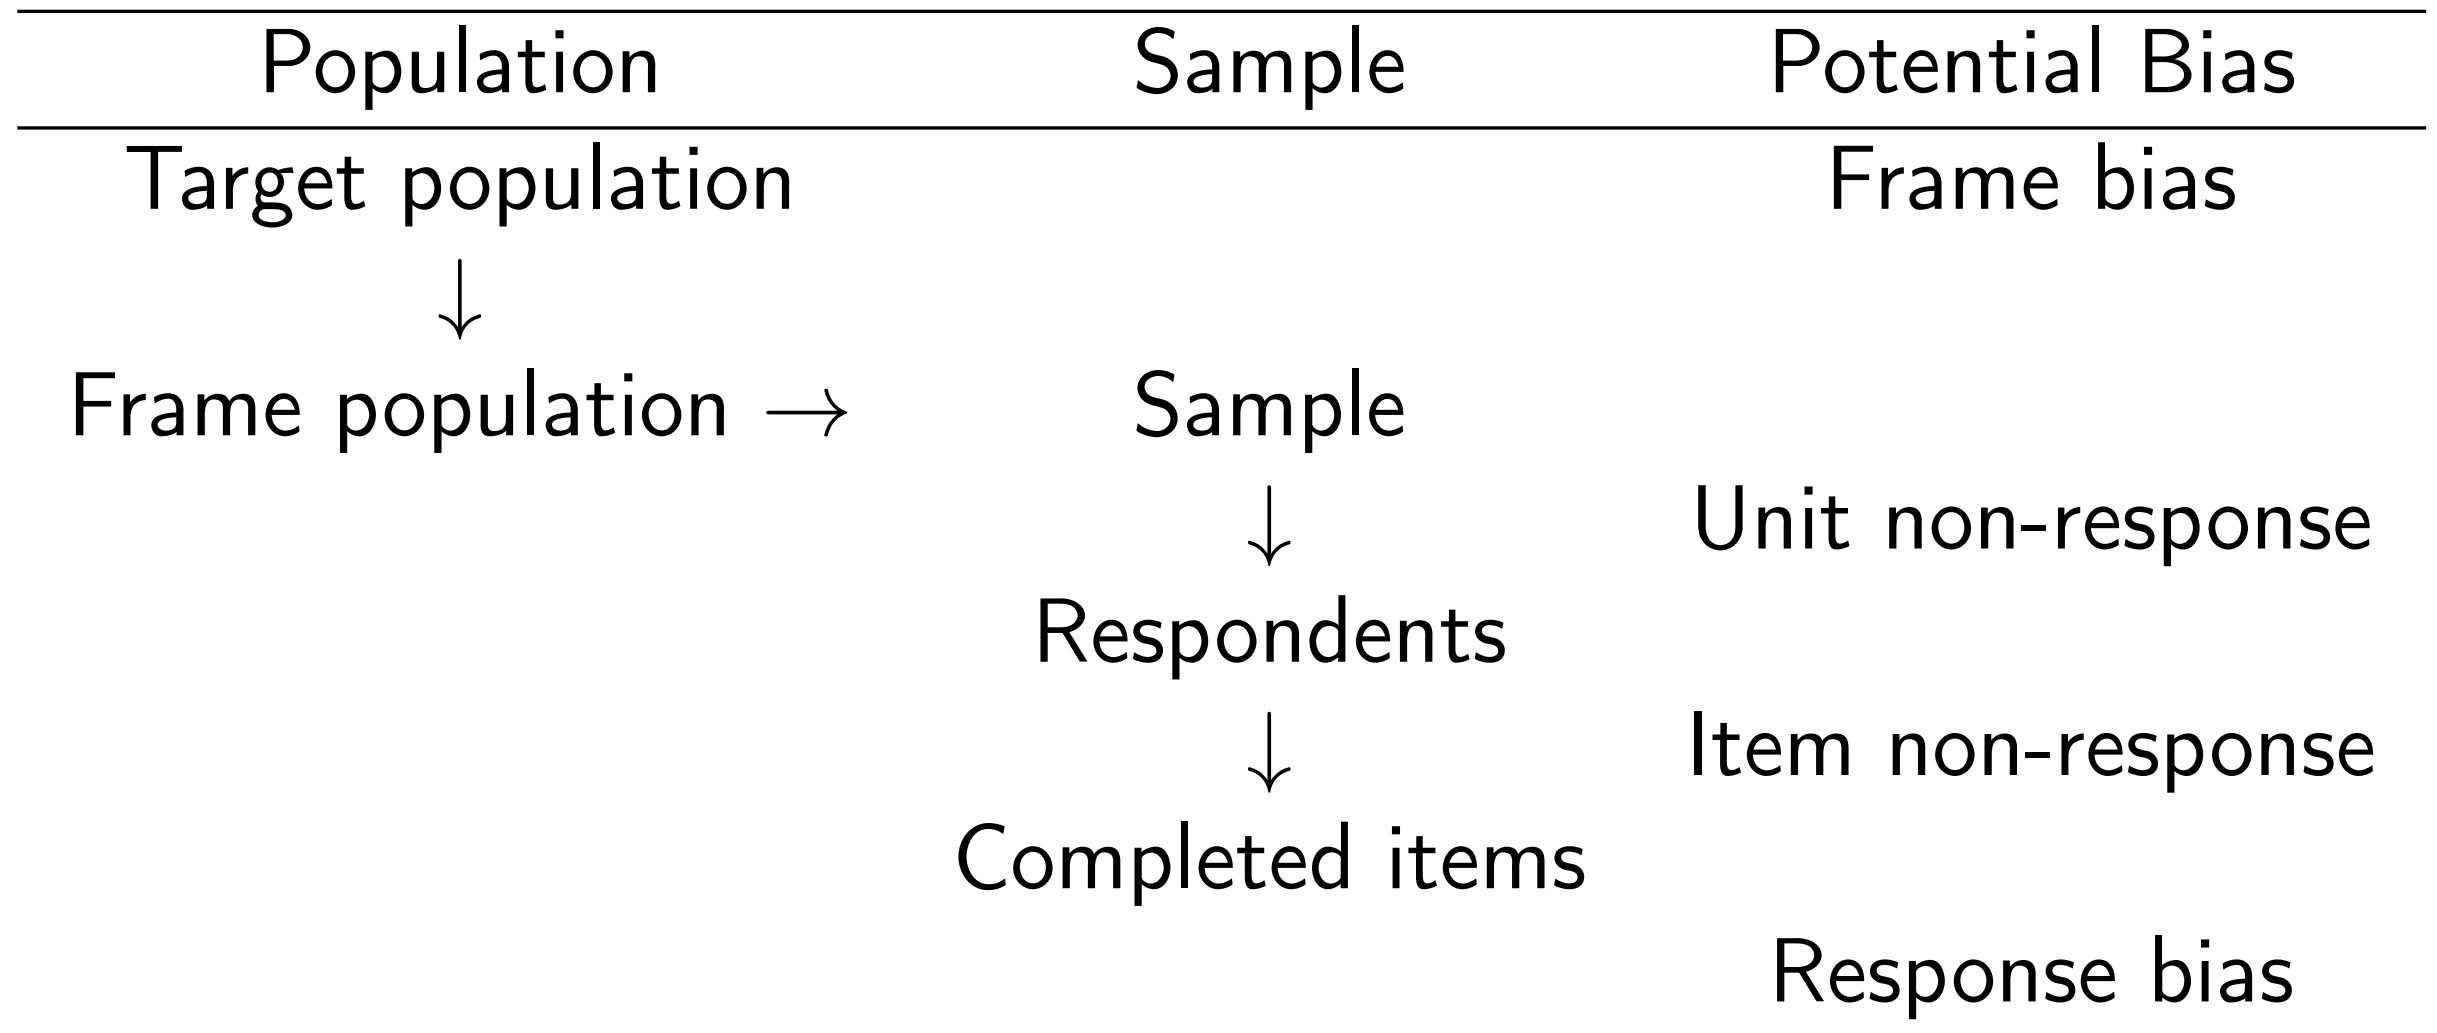 Population Sample Potential Bias
Target population Frame bias
↓
Frame population → Sample
↓ Unit non-response
Respondents
↓ Item non-response
Completed items
Response bias